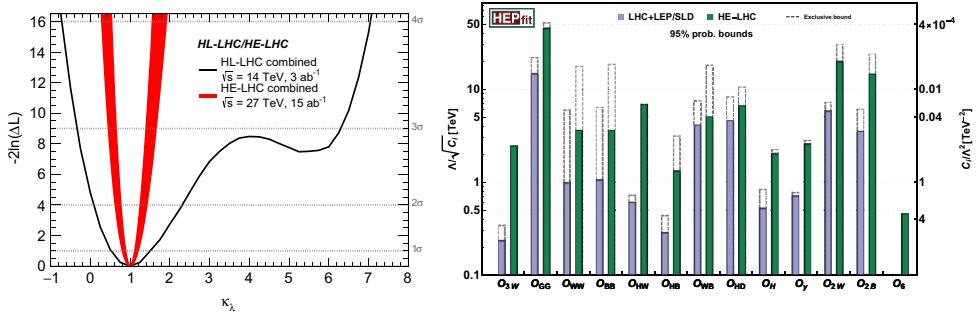 HL-LHC/HE-LHC
HL-LHC combined
√s = 14 TeV, 3 ab⁻¹
HE-LHC combined
√s = 27 TeV, 15 ab⁻¹
-2ln(ΔL)
16
14
12
10
8
6
4
2
0
4σ
3σ
2σ
1σ
−1 0 1 2 3 4 5 6 7 8
κλ
HEPfit
LHC+LEP/SLD HE-LHC Exclusive bound
95% prob. bounds
Λ/√Cᵢ [TeV]
50
10
5
1
0.5
0.1
4×10⁻⁴
0.01
0.04
1
4
Cᵢ/Λ² [TeV⁻²]
O3W OGG OWW OBB OHW OHB OWB OHD OH Oy O2W O2B O6